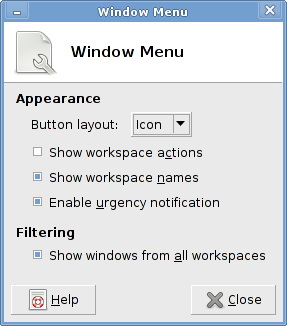 Window Menu
Window Menu
Appearance
Button layout: Icon
Show workspace actions
Show workspace names
Enable urgency notification
Filtering
Show windows from all workspaces
Help Close